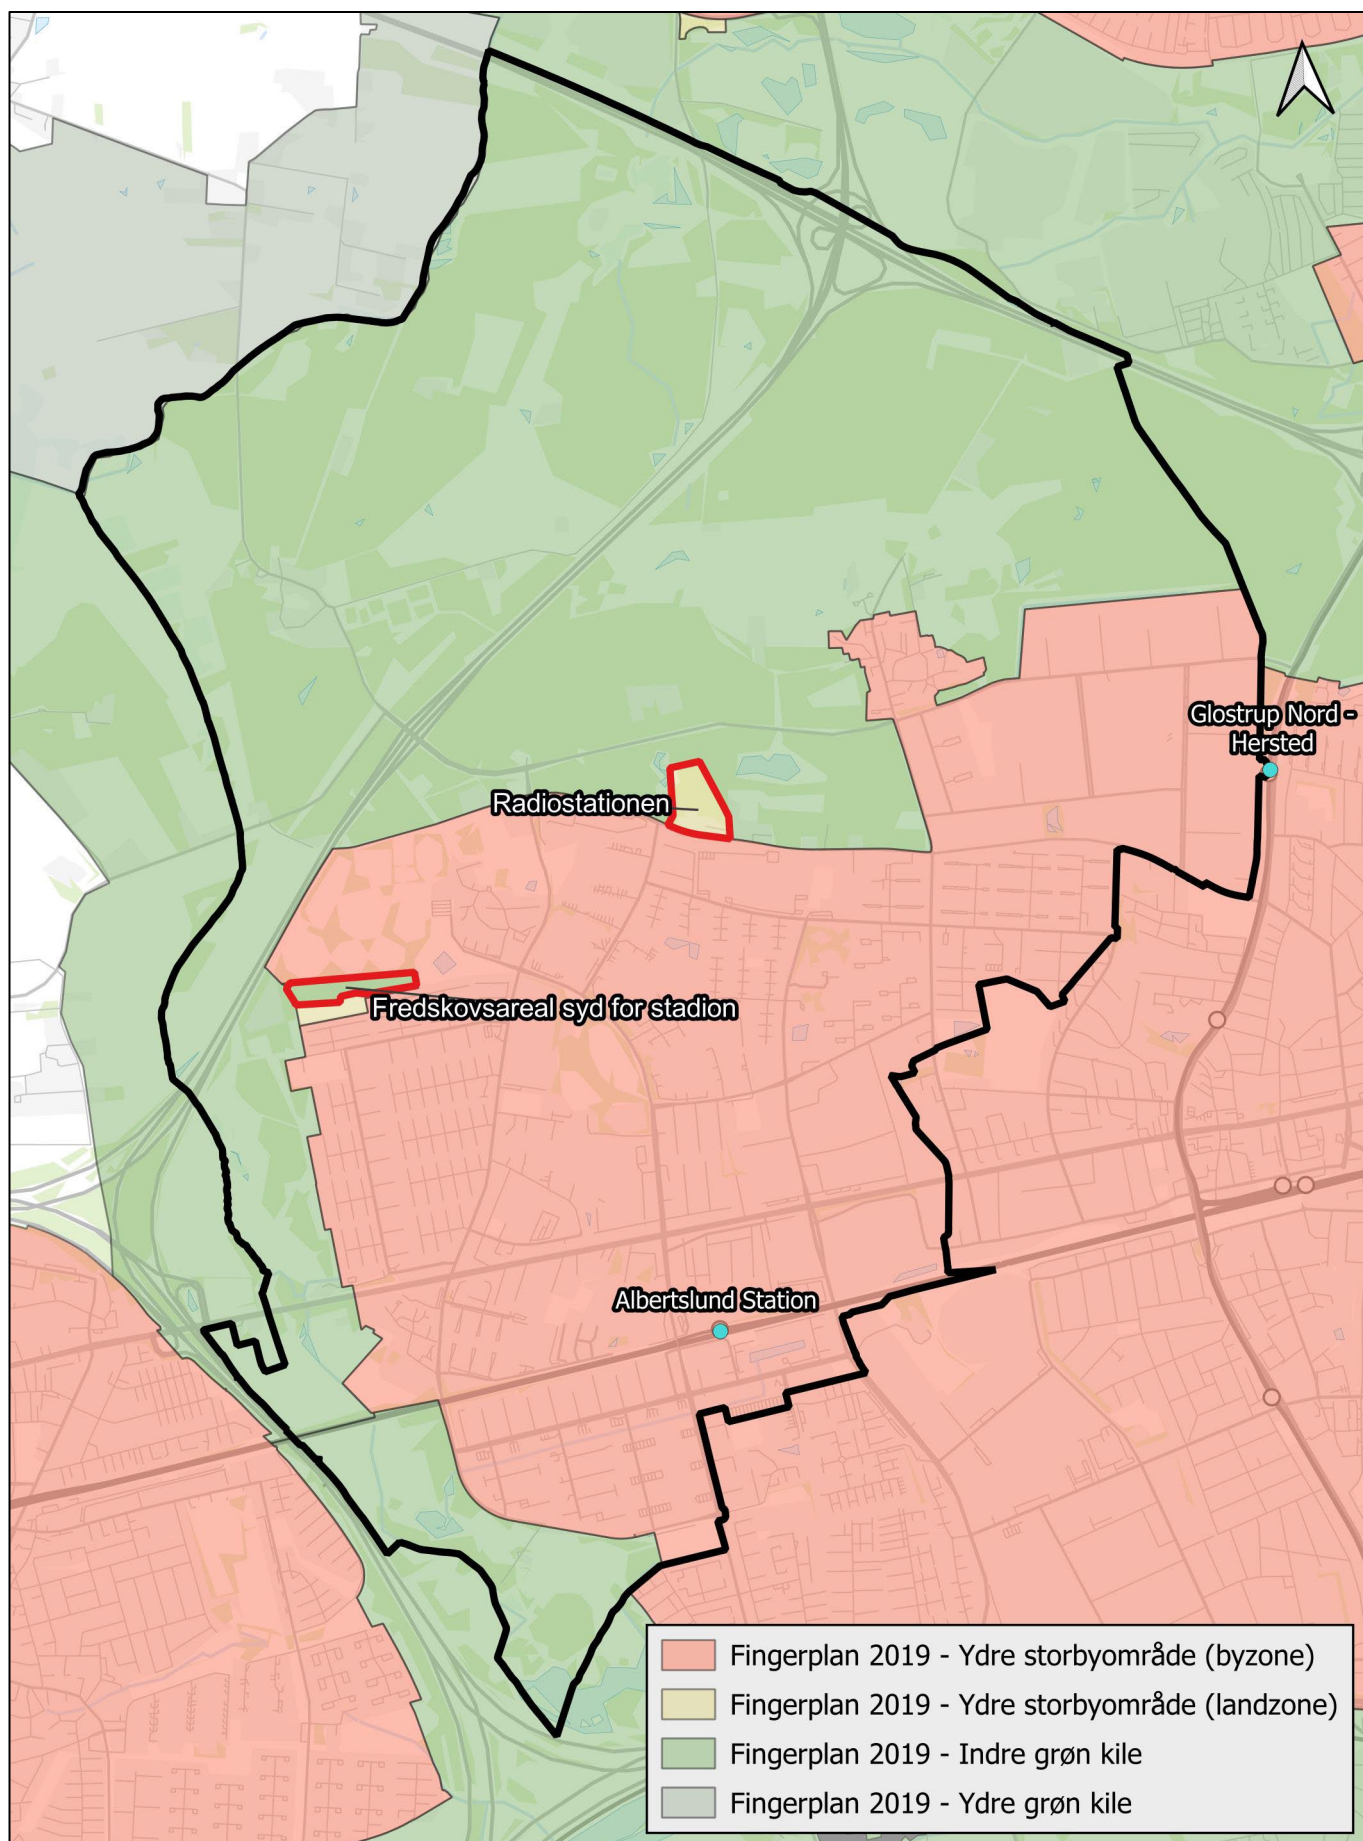 Glostrup Nord -
Hersted
Radiostationen
Fredskovsareal syd for stadion
Albertslund Station
Fingerplan 2019 - Ydre storbyområde (byzone)
Fingerplan 2019 - Ydre storbyområde (landzone)
Fingerplan 2019 - Indre grøn kile
Fingerplan 2019 - Ydre grøn kile